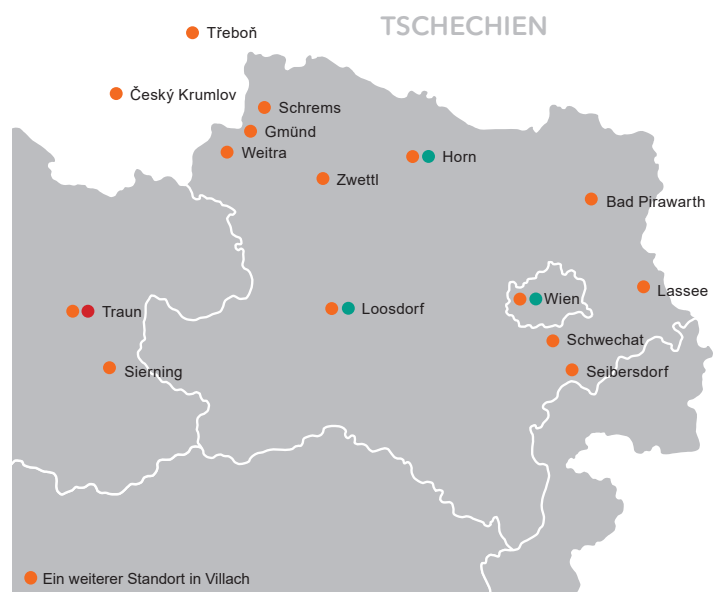 TSCHECHIEN
Třeboň
Český Krumlov
Schrems
Gmünd
Weitra
Horn
Zwettl
Bad Pirawarth
Lassee
Wien
Traun
Loosdorf
Schwechat
Sierning
Seibersdorf
Ein weiterer Standort in Villach